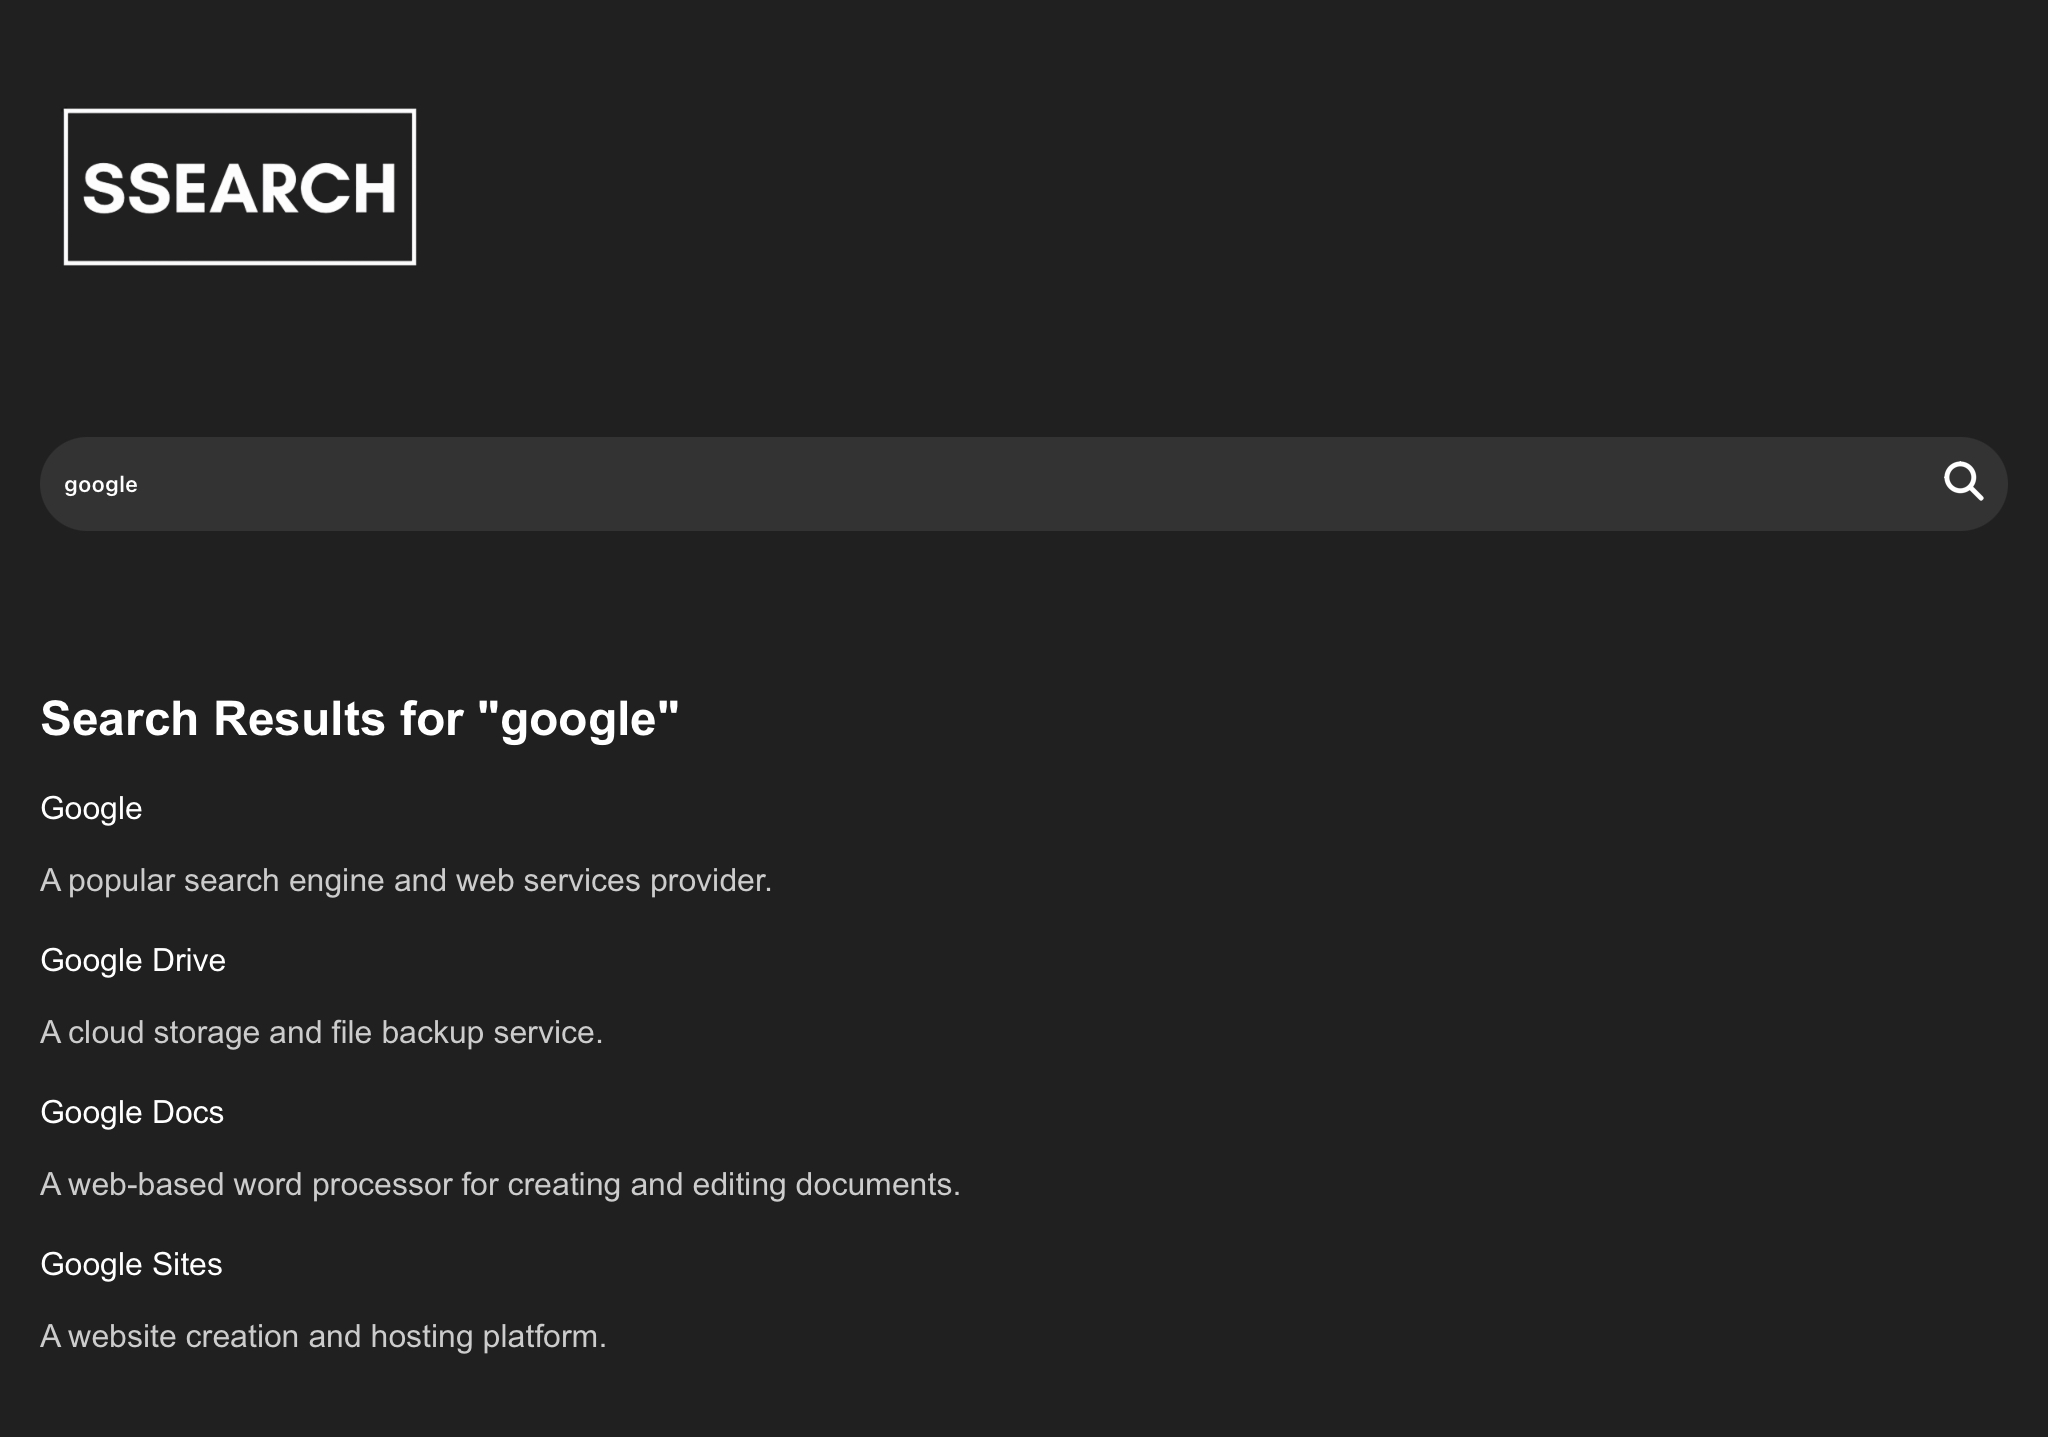 SSEARCH
google
Search Results for "google"
Google
A popular search engine and web services provider.
Google Drive
A cloud storage and file backup service.
Google Docs
A web-based word processor for creating and editing documents.
Google Sites
A website creation and hosting platform.